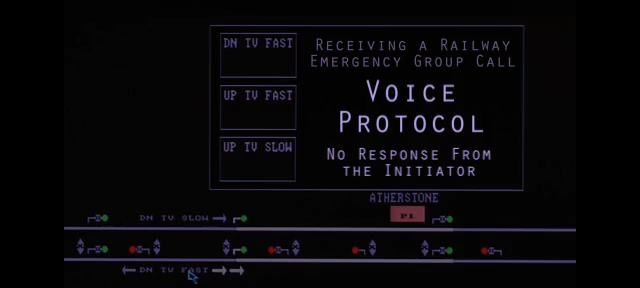 DN TV FAST
UP TV FAST
UP TV SLOW
RECEIVING A RAILWAY
EMERGENCY GROUP CALL
VOICE
PROTOCOL
NO RESPONSE FROM
THE INITIATOR
ATHERSTONE
P1
DN TV SLOW
DN TV FAST